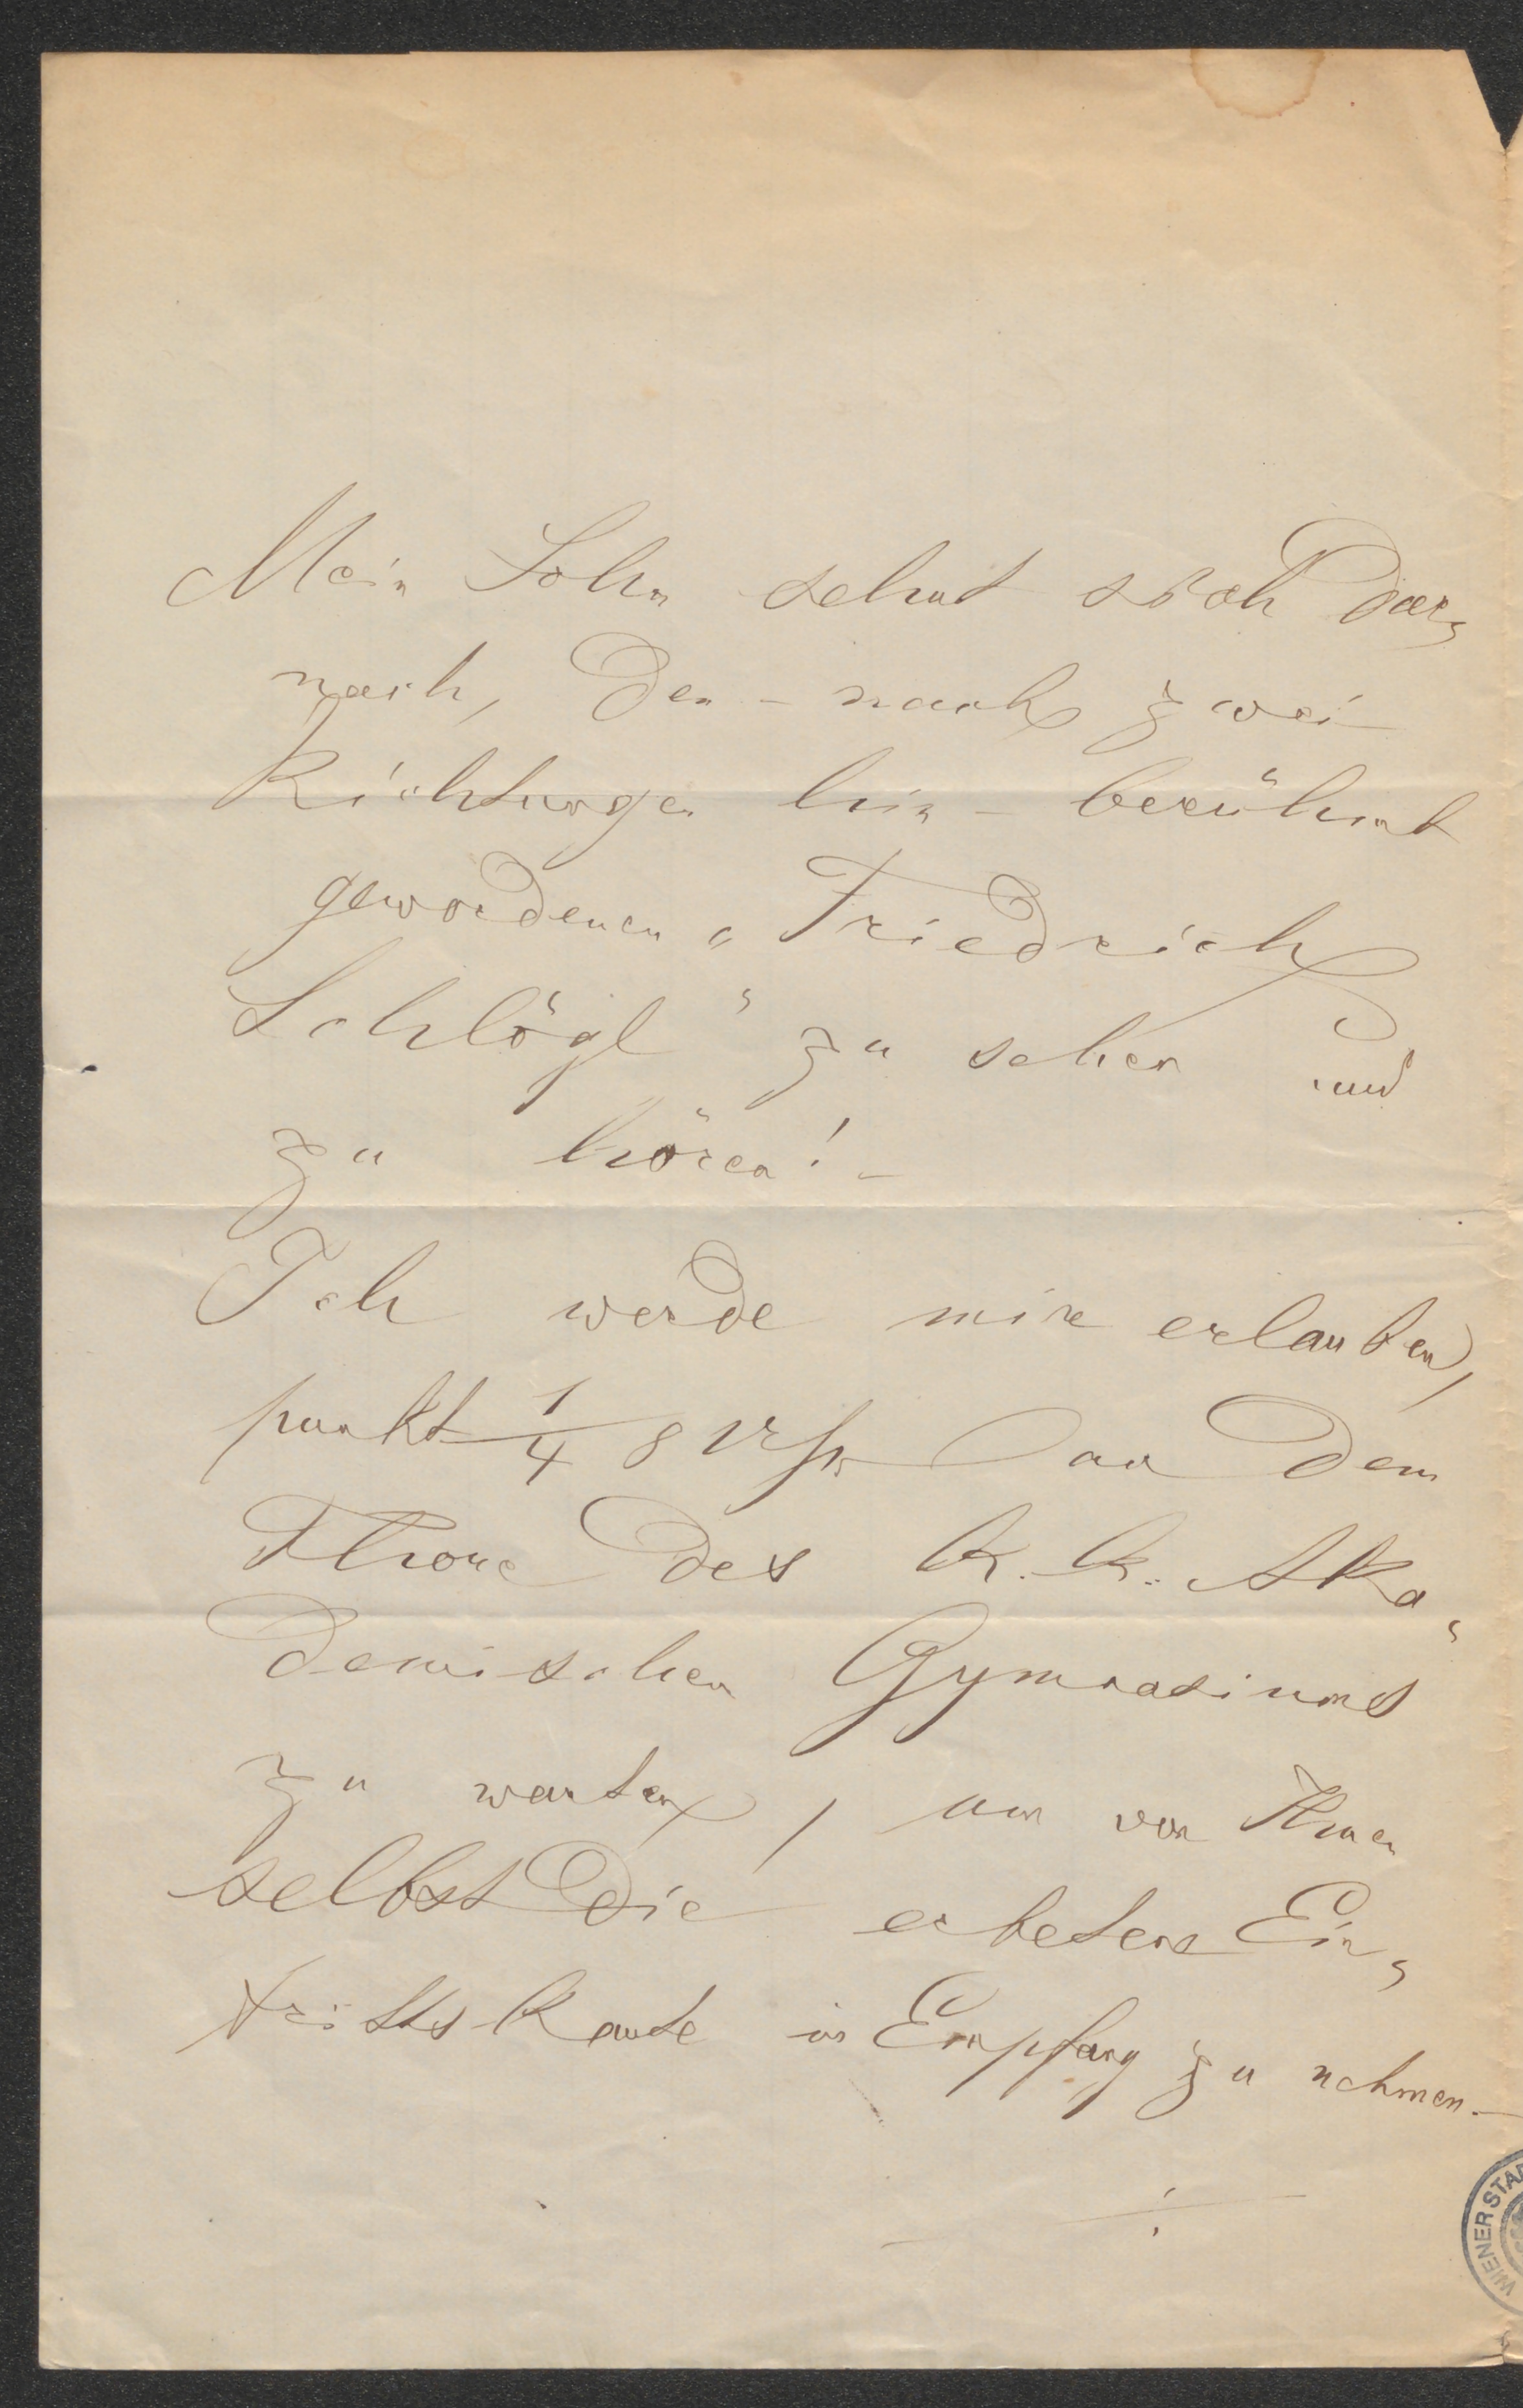 Mein Sohn sehnt sich dar=
nach, den - nach zwei
Richtungen hin - berühmt
gewordenen „Friedrich
Schlögl" zu sehen und
zu hören! -
Ich werde mir erlauben,
punkt 1/4 8 Uhr an dem
Thore des k. k. Aka=
demischen Gymnasiums
zu warten, um von Ihnen
selbst die erbetene Ein=
trittskarte in Empfang zu nehmen. -
WIENER STA